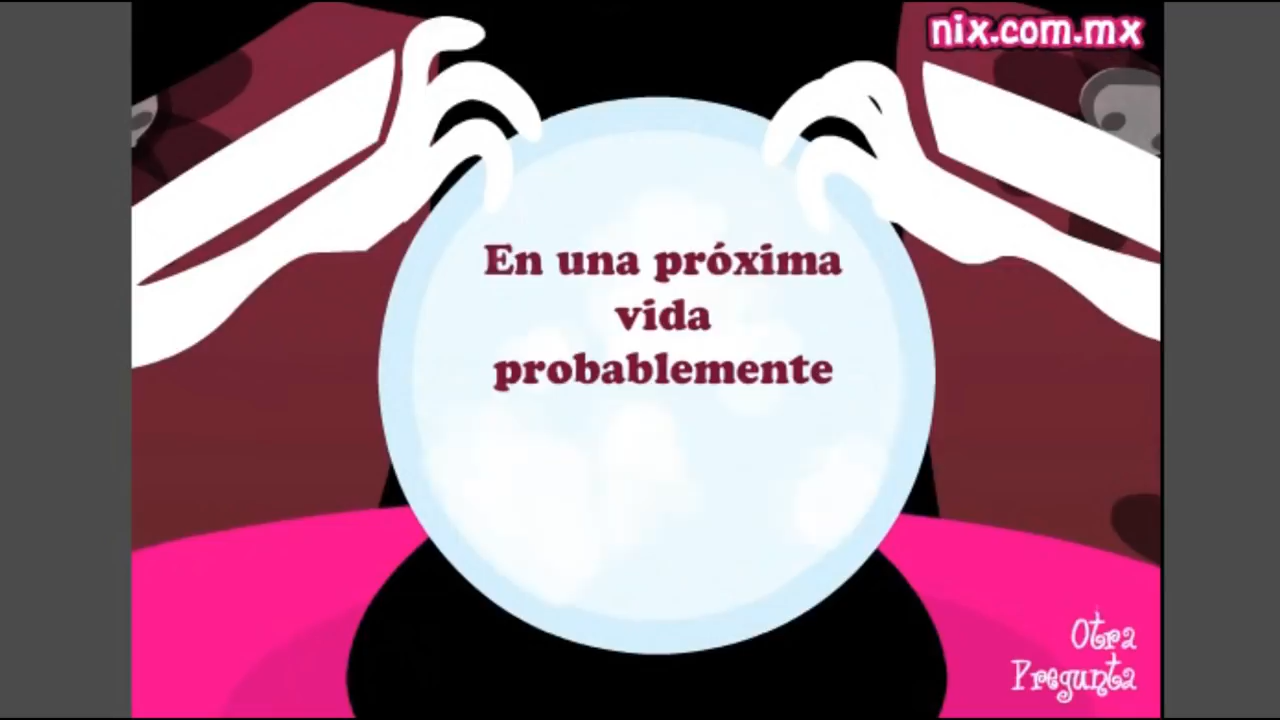 nix.com.mx
En una próxima
vida
probablemente
Otra
Pregunta